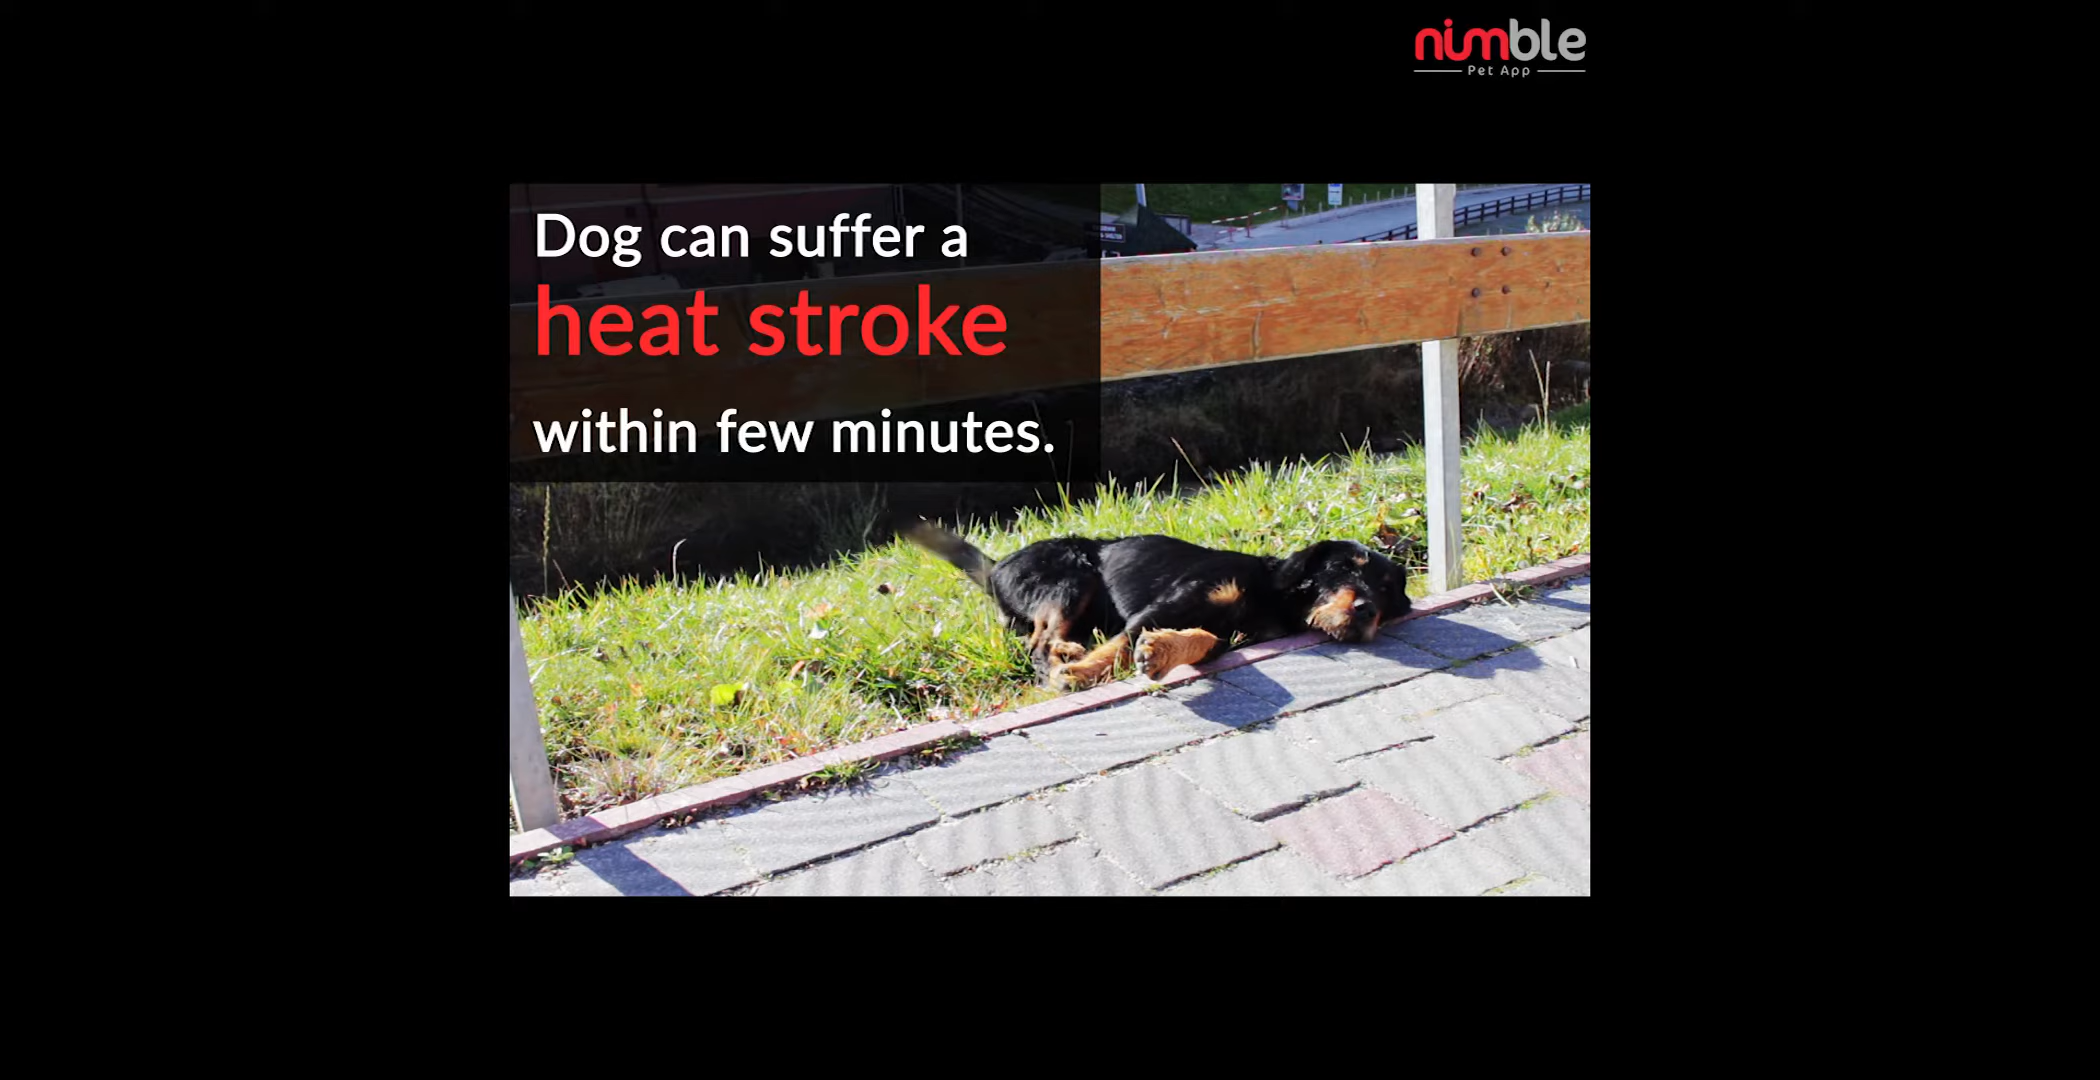 nimble
Pet App
Dog can suffer a
heat stroke
within few minutes.